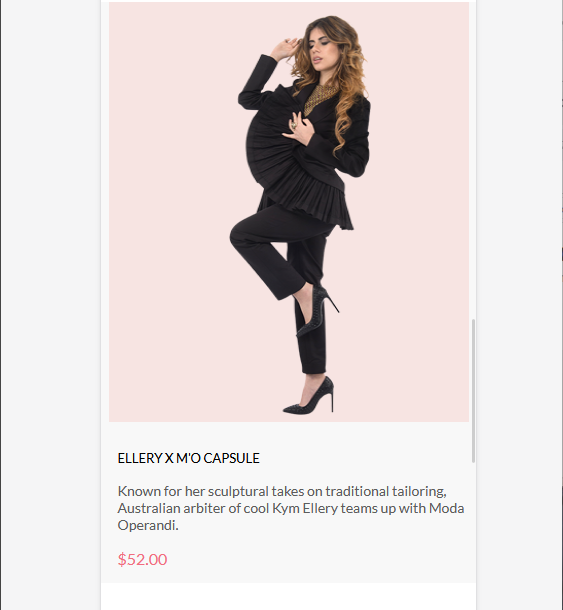 ELLERY X M'O CAPSULE
Known for her sculptural takes on traditional tailoring,
Australian arbiter of cool Kym Ellery teams up with Moda
Operandi.
$52.00